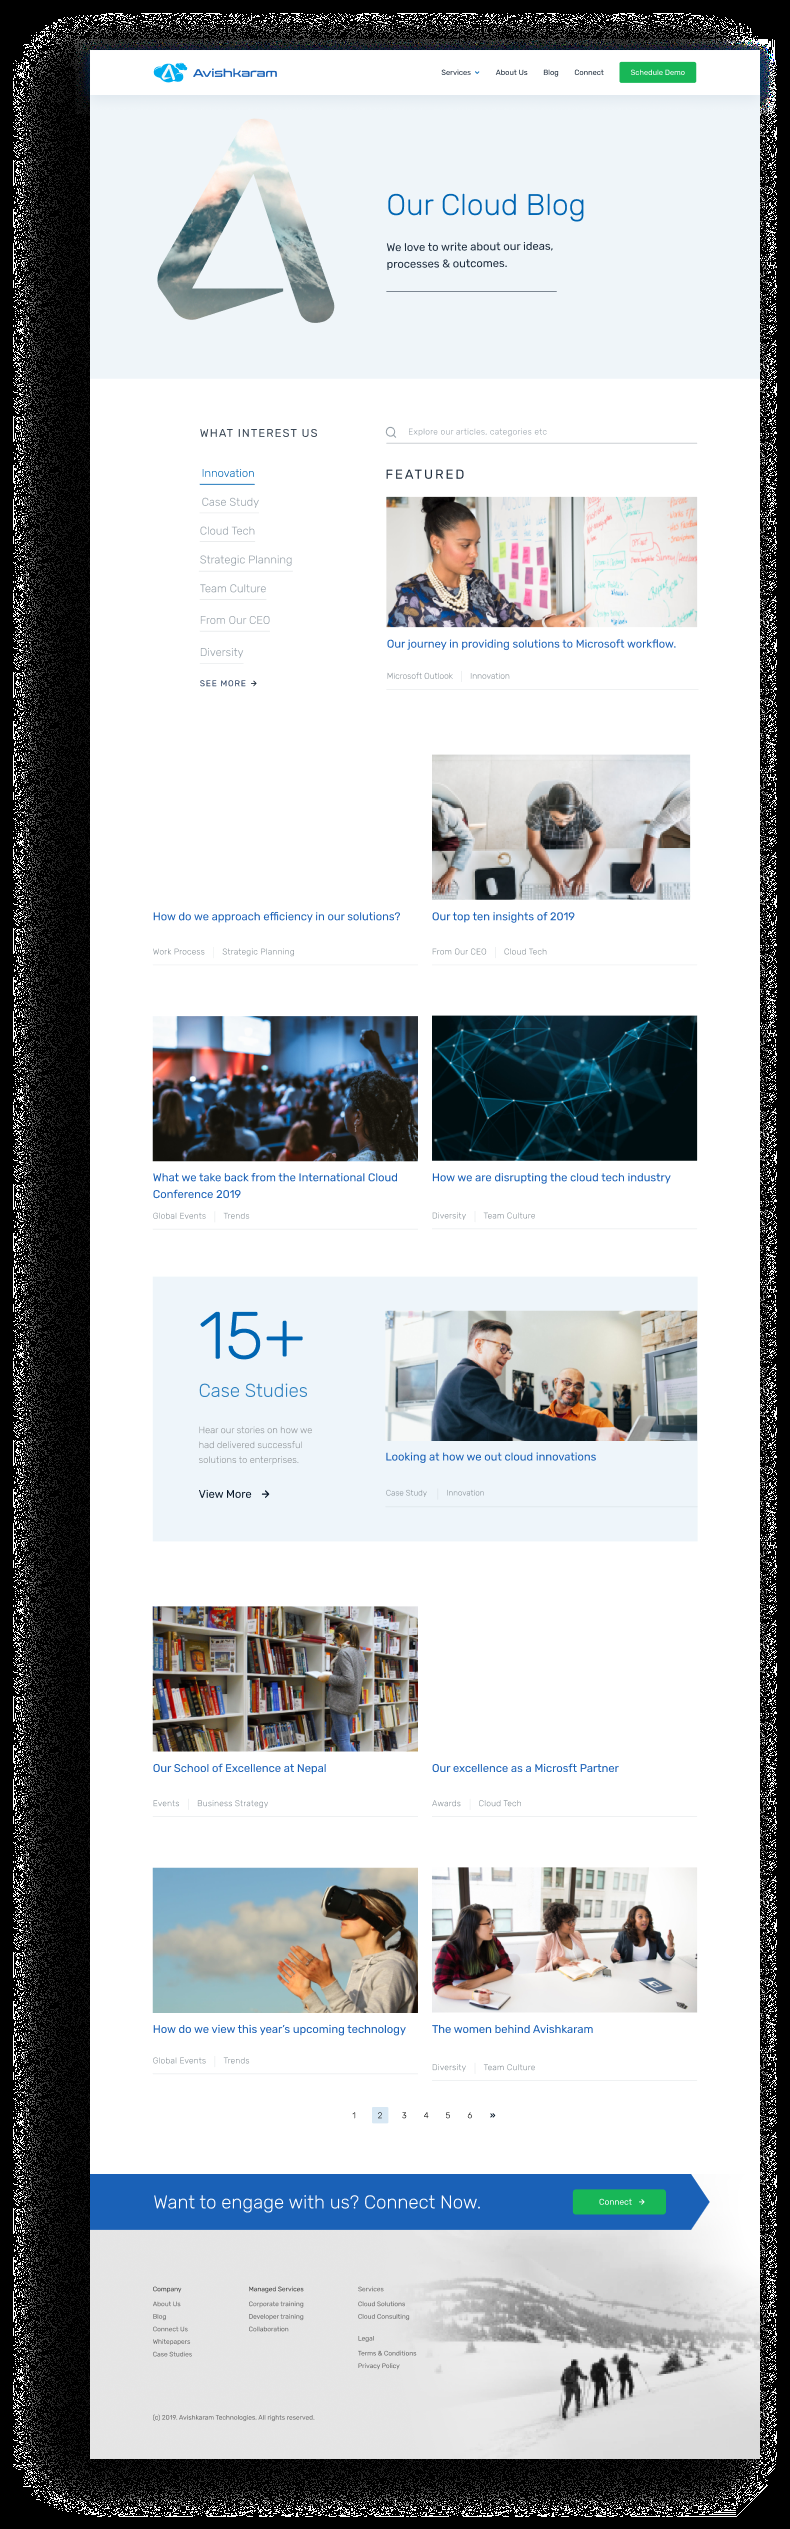 Avishkaram
Services
About Us
Blog
Connect
Schedule Demo
Our Cloud Blog
We love to write about our ideas,
processes & outcomes.
WHAT INTEREST US
Innovation
Case Study
Cloud Tech
Strategic Planning
Team Culture
From Our CEO
Diversity
SEE MORE →
Explore our articles, categories etc
FEATURED
Our journey in providing solutions to Microsoft workflow.
Microsoft Outlook | Innovation
How do we approach efficiency in our solutions?
Work Process | Strategic Planning
Our top ten insights of 2019
From Our CEO | Cloud Tech
What we take back from the International Cloud
Conference 2019
Global Events | Trends
How we are disrupting the cloud tech industry
Diversity | Team Culture
15+
Case Studies
Hear our stories on how we
had delivered successful
solutions to enterprises.
View More →
Looking at how we out cloud innovations
Case Study | Innovation
Our School of Excellence at Nepal
Events | Business Strategy
Our excellence as a Microsft Partner
Awards | Cloud Tech
How do we view this year's upcoming technology
Global Events | Trends
The women behind Avishkaram
Diversity | Team Culture
1 2 3 4 5 6 »
Want to engage with us? Connect Now.
Connect →
Company
About Us
Blog
Connect Us
Whitepapers
Case Studies
Managed Services
Corporate training
Developer training
Collaboration
Services
Cloud Solutions
Cloud Consulting
Legal
Terms & Conditions
Privacy Policy
(c) 2019. Avishkaram Technologies. All rights reserved.